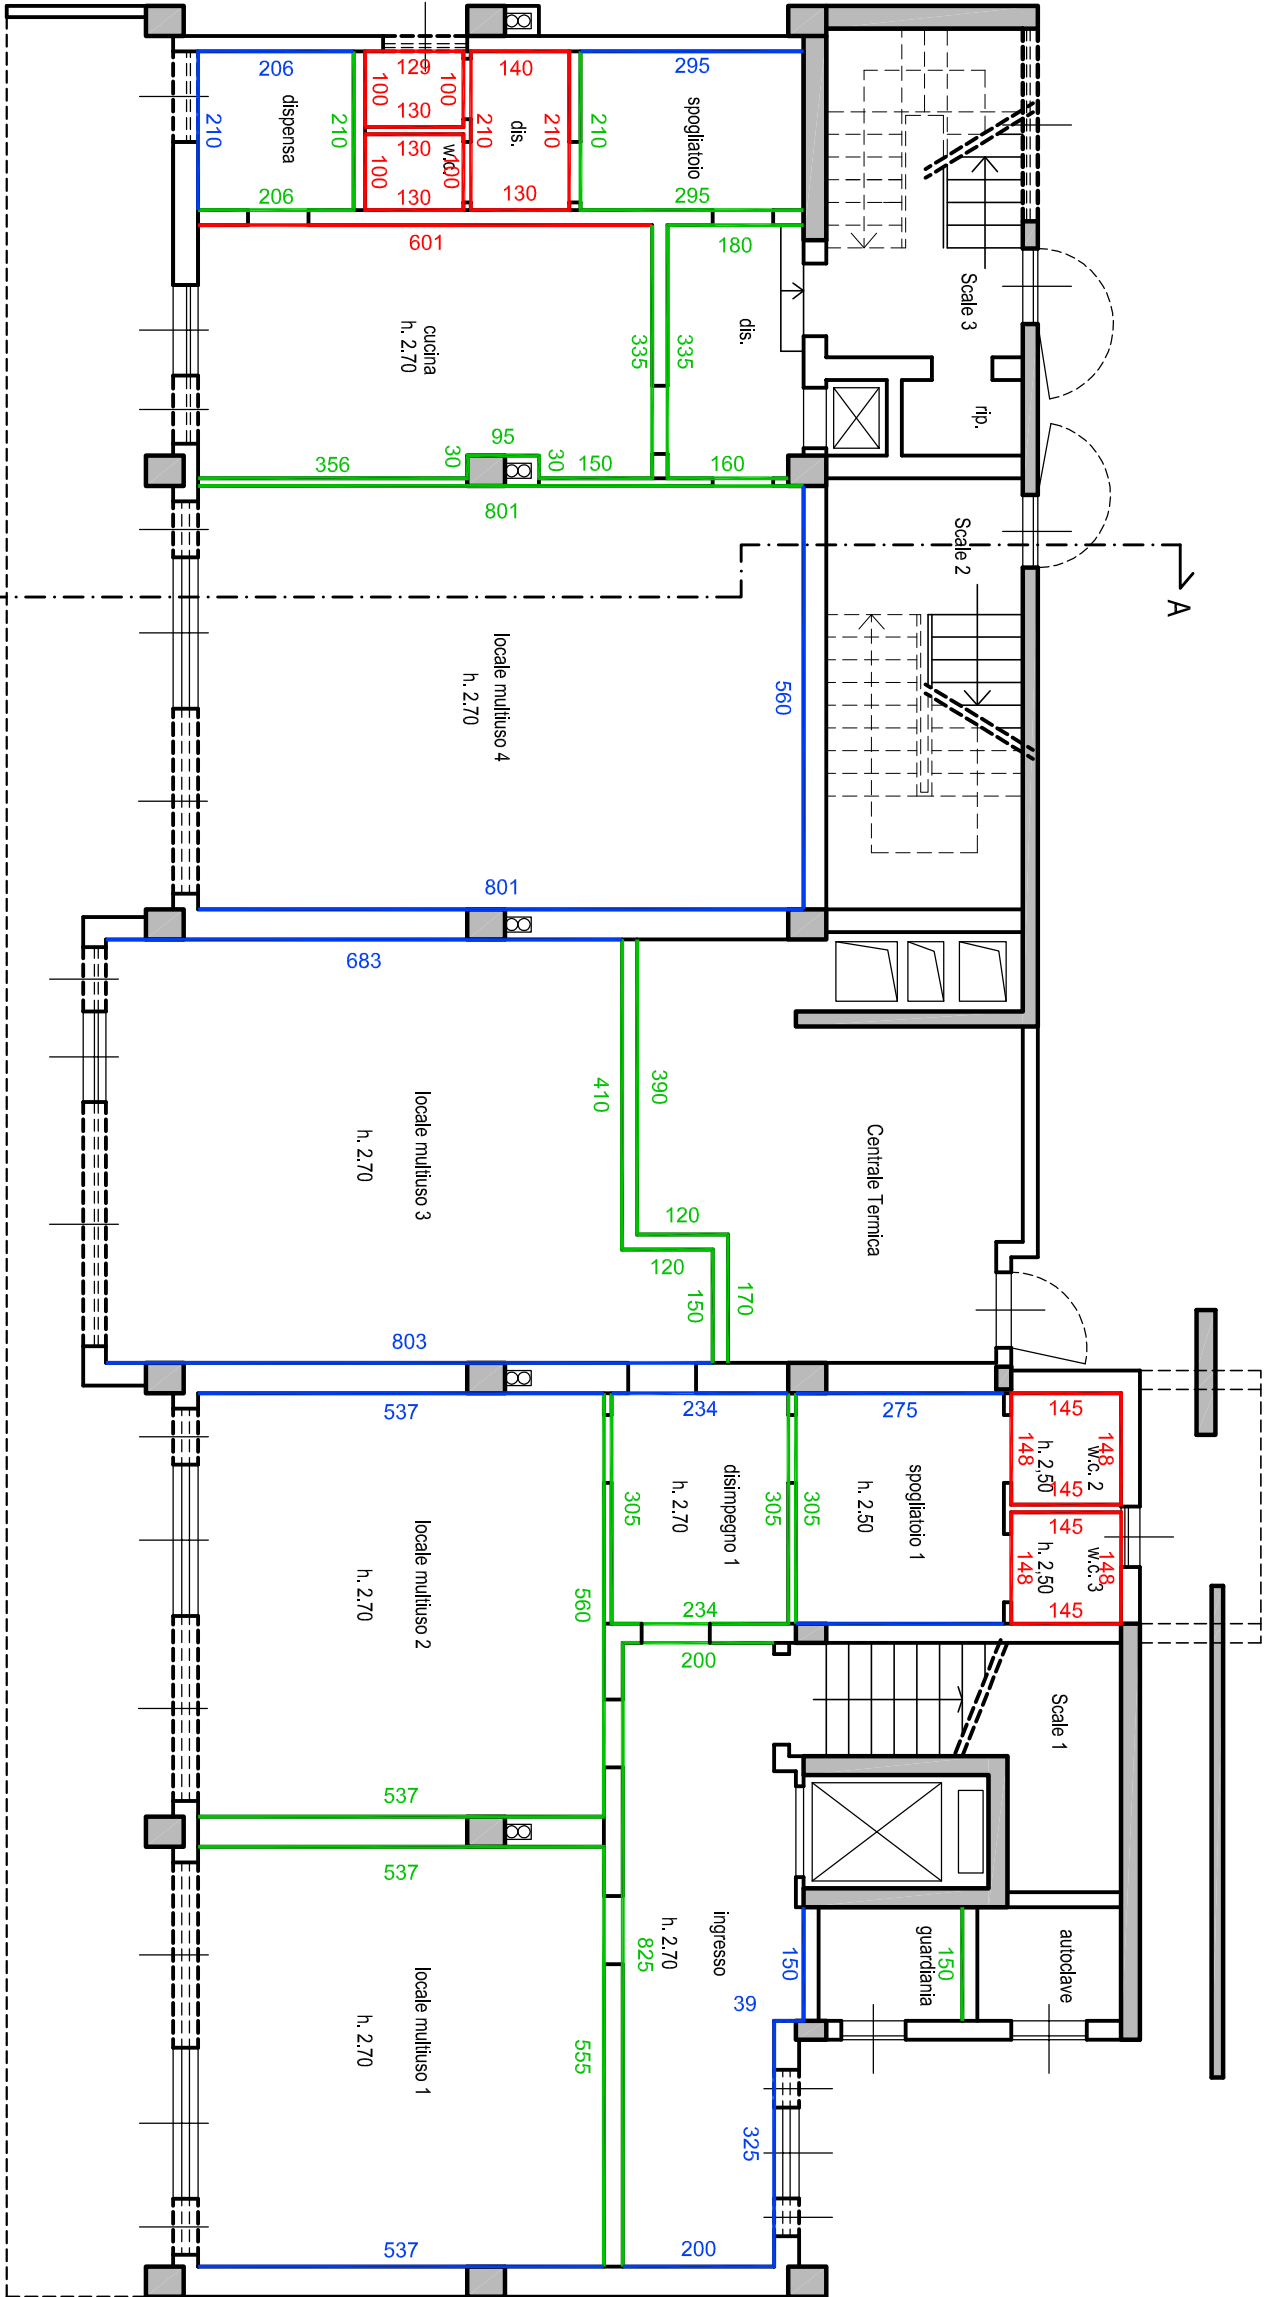 206
129
140
295
100
100
130
210
dispensa
210
210
dis.
210
210
spogliatoio
130
w.c.
100
100
130
130
206
295
601
180
Scale 3
cucina
h. 2.70
335
335
dis.
rip.
95
30
30
356
150
160
801
Scale 2
A
locale multiuso 4
h. 2.70
560
801
683
410
390
locale multiuso 3
h. 2.70
Centrale Termica
120
120
150
170
803
537
234
275
145
148
148
w.c. 2
h. 2,50
145
disimpegno 1
h. 2.70
305
305
305
spogliatoio 1
h. 2.50
145
148
148
w.c. 3
h. 2,50
145
locale multiuso 2
h. 2.70
560
234
200
Scale 1
537
537
ingresso
h. 2.70
825
150
guardiania
150
autoclave
39
locale multiuso 1
h. 2.70
555
325
537
200